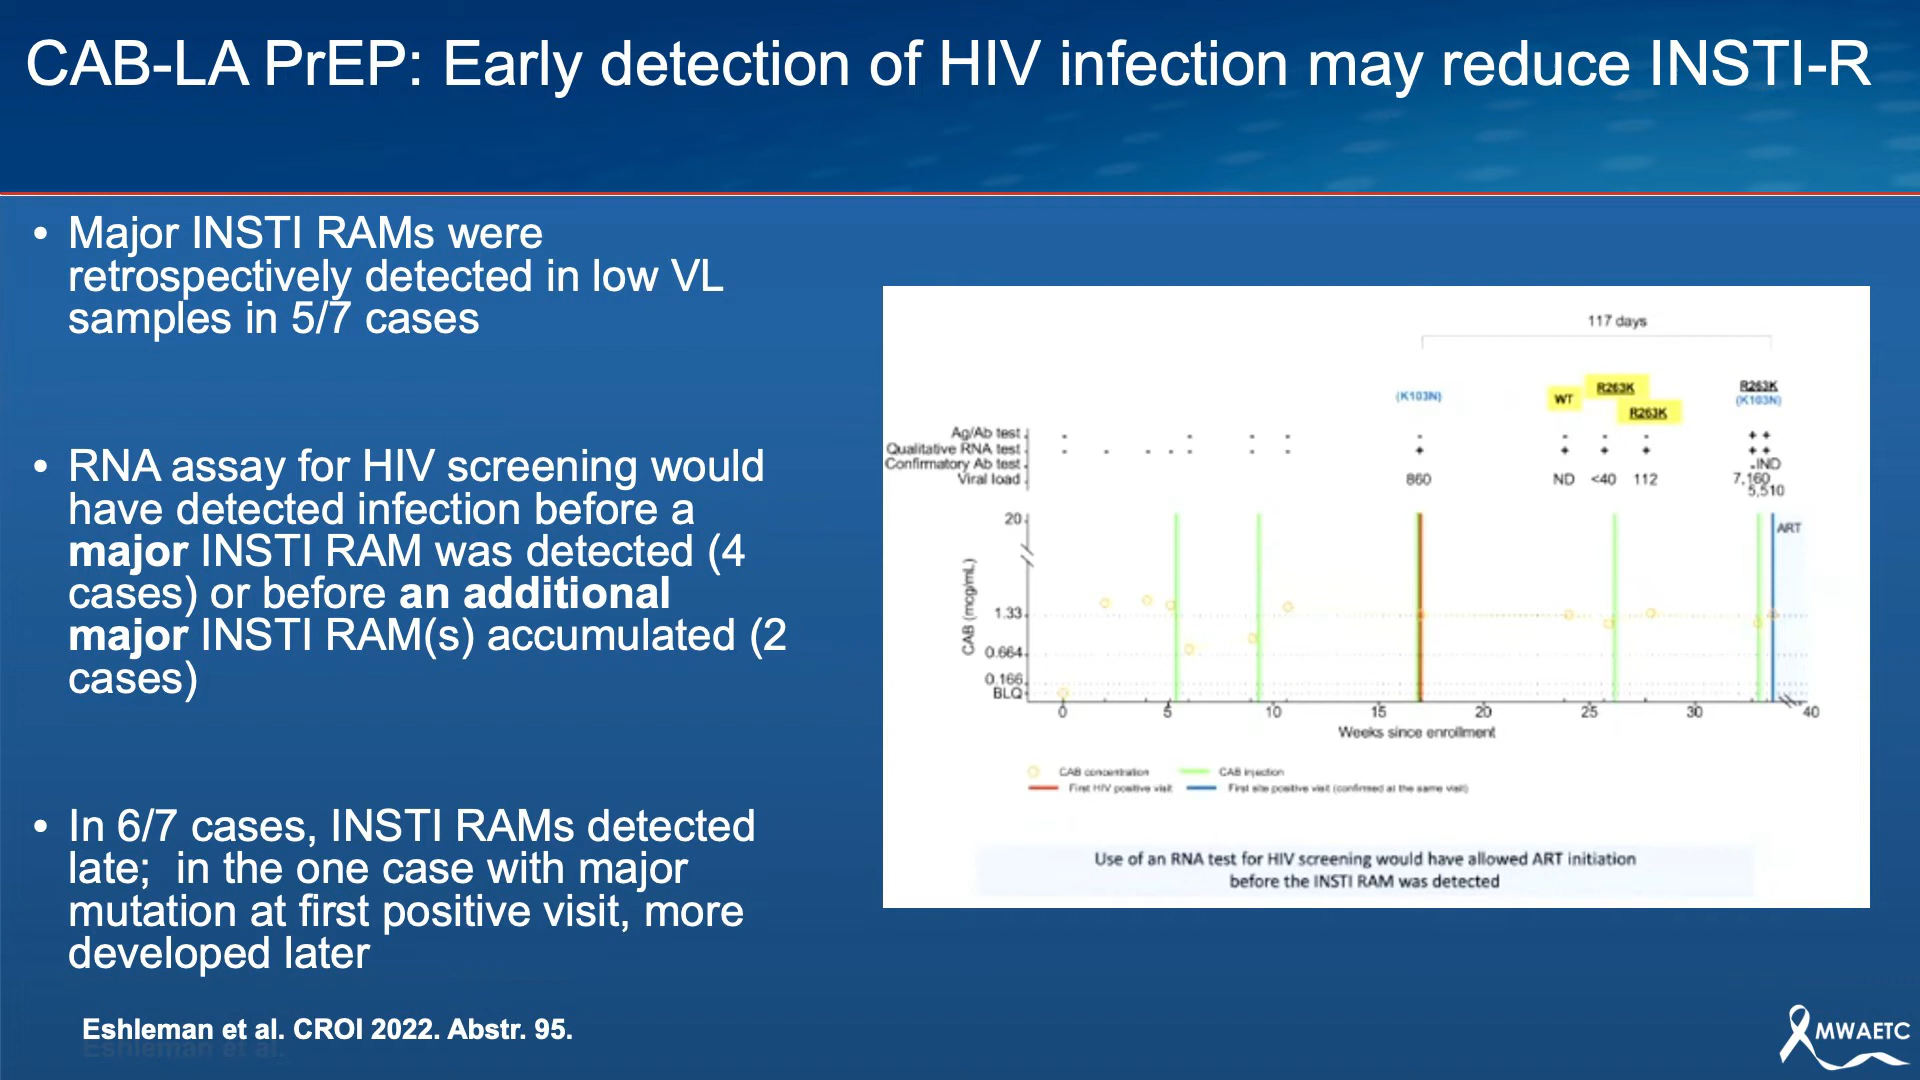 CAB-LA PrEP: Early detection of HIV infection may reduce INSTI-R
• Major INSTI RAMs were
retrospectively detected in low VL
samples in 5/7 cases
• RNA assay for HIV screening would
have detected infection before a
major INSTI RAM was detected (4
cases) or before an additional
major INSTI RAM(s) accumulated (2
cases)
• In 6/7 cases, INSTI RAMs detected
late; in the one case with major
mutation at first positive visit, more
developed later
Eshleman et al. CROI 2022. Abstr. 95.
117 days
(K103N)
WT
R263K
R263K
R263K
(K103N)
Ag/Ab test - - - - - - - - ++
Qualitative RNA test - - - - - - - + + + + ++
Confirmatory Ab test - IND
Viral load 860 ND <40 112 7,160
5,510
20
ART
CAB (mcg/mL)
1.33
0.664
0.166
BLQ
0 5 10 15 20 25 30 40
Weeks since enrollment
CAB concentration CAB injection
First HIV positive visit First site positive visit (confirmed at the same visit)
Use of an RNA test for HIV screening would have allowed ART initiation
before the INSTI RAM was detected
MWAETC